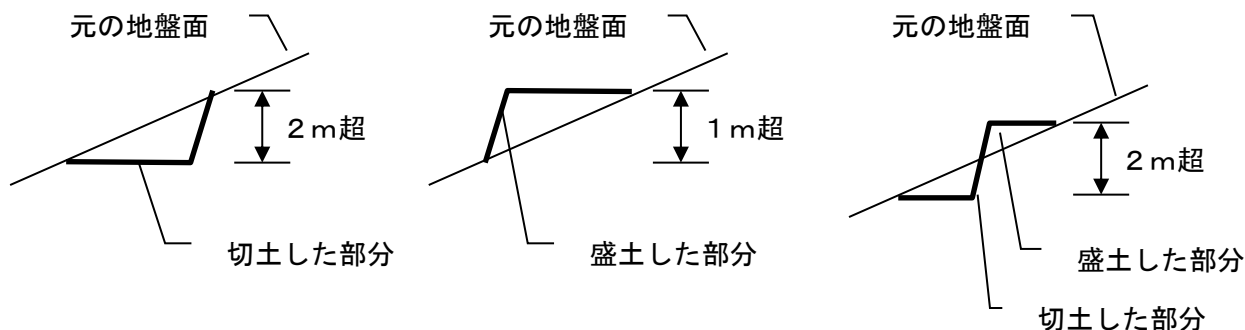 元の地盤面
2m超
切土した部分
元の地盤面
1m超
盛土した部分
元の地盤面
2m超
盛土した部分
切土した部分